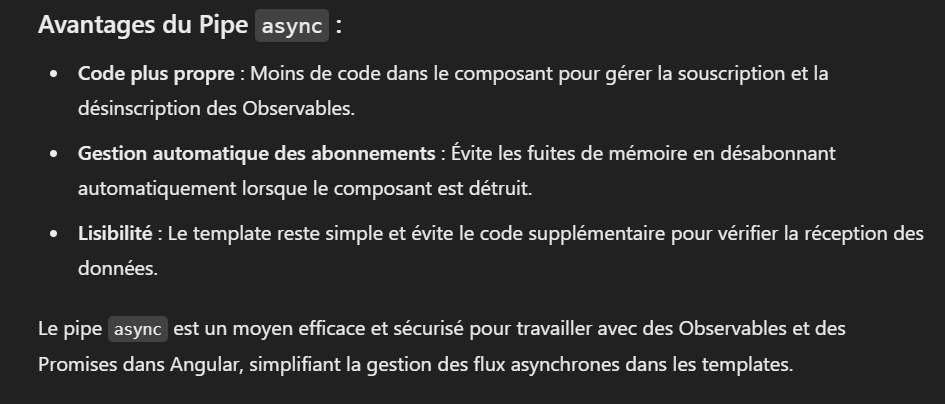 Avantages du Pipe async :
• Code plus propre : Moins de code dans le composant pour gérer la souscription et la
désinscription des Observables.
• Gestion automatique des abonnements : Évite les fuites de mémoire en désabonnant
automatiquement lorsque le composant est détruit.
• Lisibilité : Le template reste simple et évite le code supplémentaire pour vérifier la réception des
données.
Le pipe async est un moyen efficace et sécurisé pour travailler avec des Observables et des
Promises dans Angular, simplifiant la gestion des flux asynchrones dans les templates.